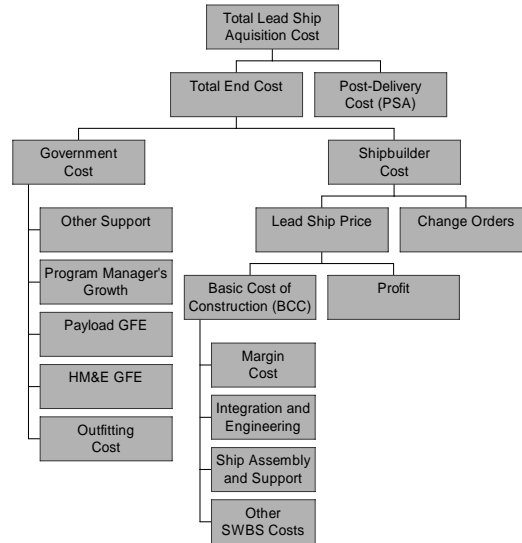 Total Lead Ship
Aquisition Cost
Total End Cost
Post-Delivery
Cost (PSA)
Government
Cost
Shipbuilder
Cost
Other Support
Program Manager's
Growth
Payload GFE
HM&E GFE
Outfitting
Cost
Lead Ship Price
Change Orders
Basic Cost of
Construction (BCC)
Profit
Margin
Cost
Integration and
Engineering
Ship Assembly
and Support
Other
SWBS Costs